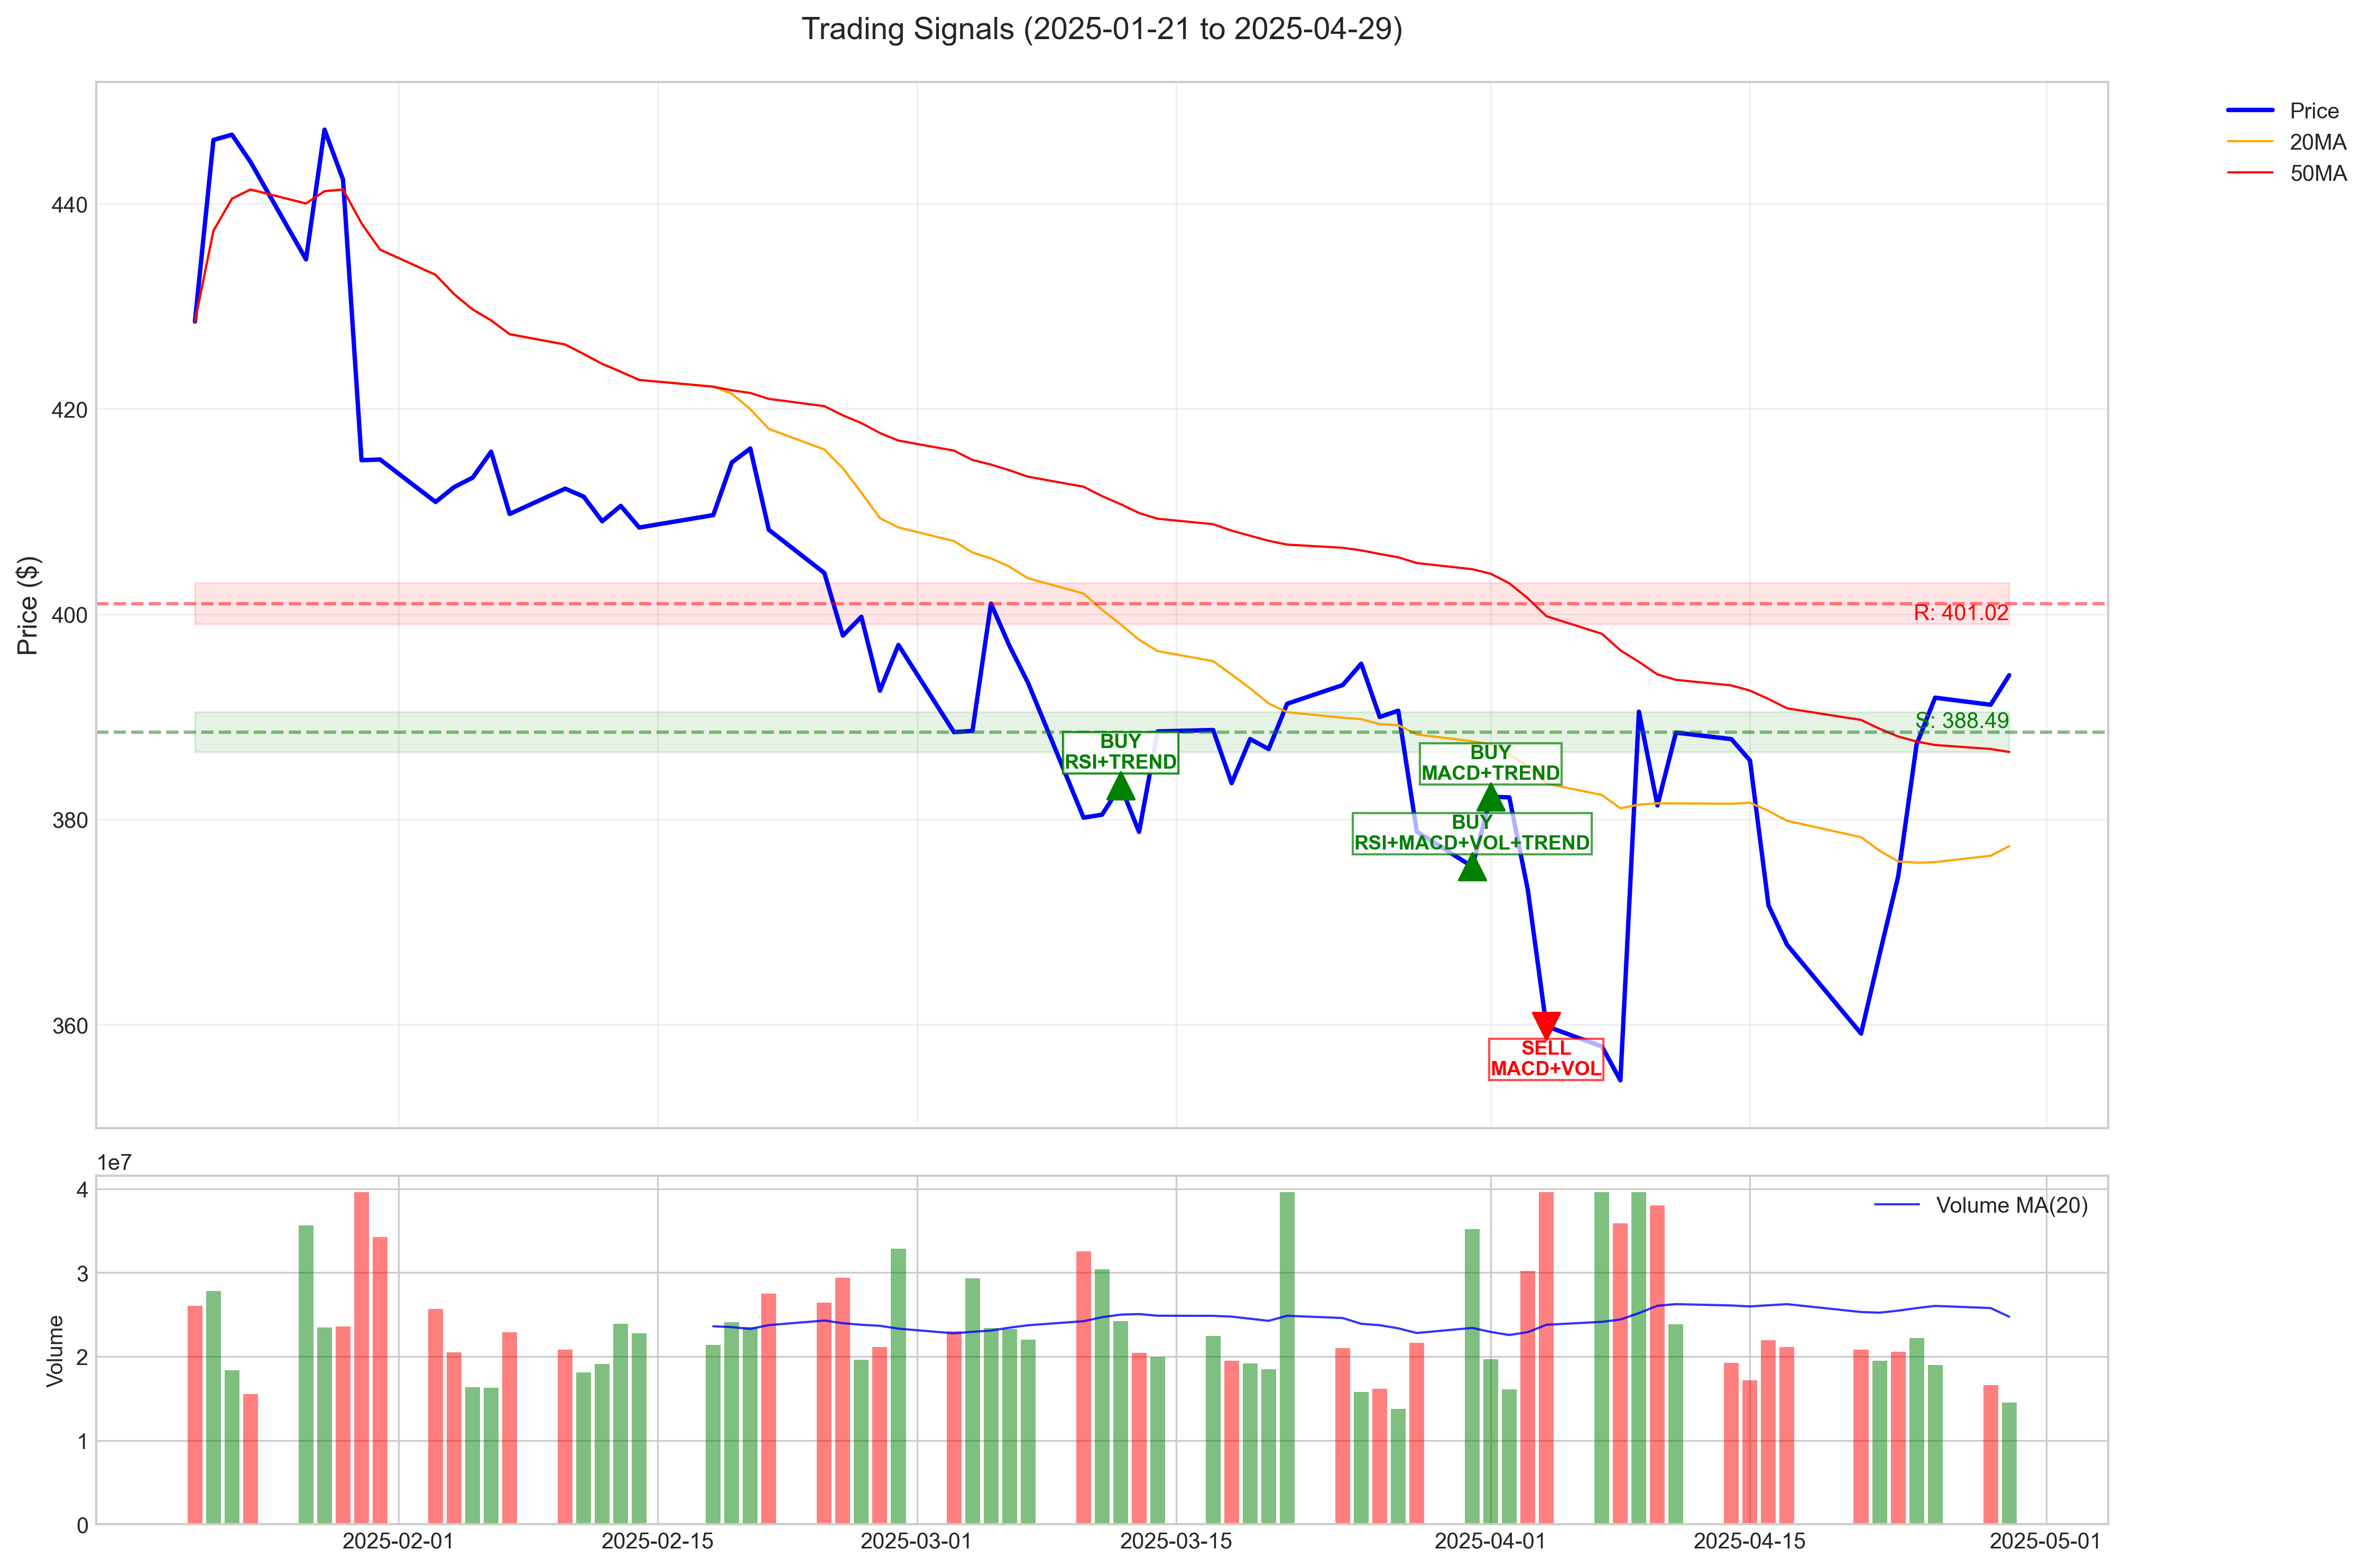 Trading Signals (2025-01-21 to 2025-04-29)
Price
20MA
50MA
Price ($)
440
420
400
380
360
R: 401.02
S: 388.49
BUY
RSI+TREND
BUY
MACD+TREND
BUY
RSI+MACD+VOL+TREND
SELL
MACD+VOL
1e7
Volume
4
3
2
1
0
Volume MA(20)
2025-02-01
2025-02-15
2025-03-01
2025-03-15
2025-04-01
2025-04-15
2025-05-01